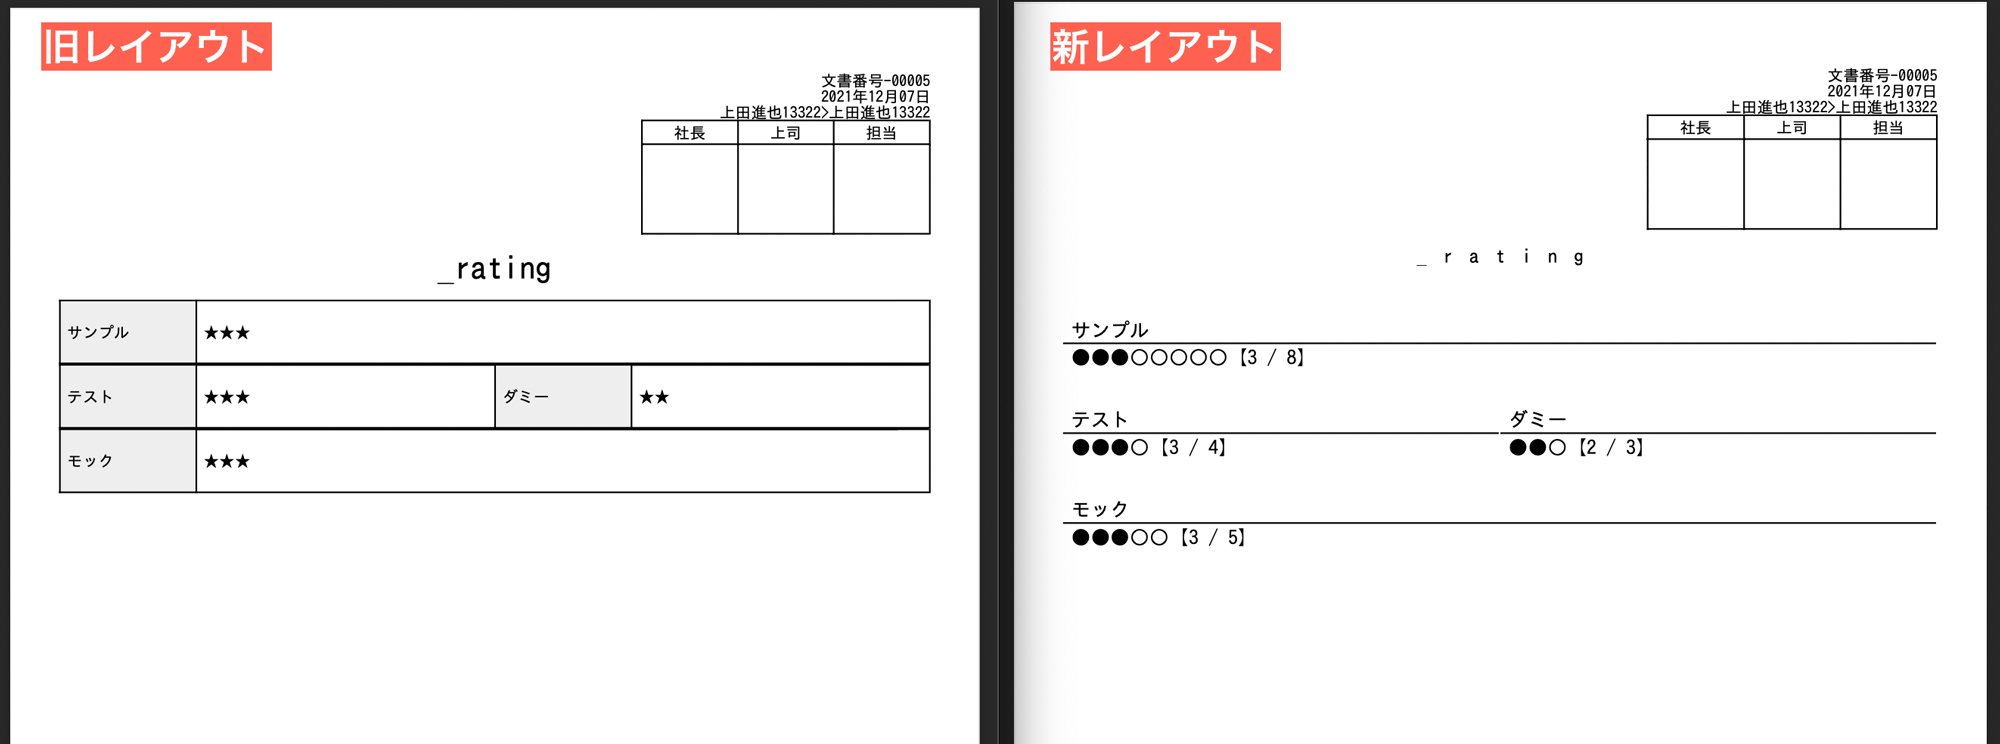 旧レイアウト
文書番号-00005
2021年12月07日
上田進也13322>上田進也13322
社長 上司 担当
_rating
サンプル ★★★
テスト ★★★ ダミー ★★
モック ★★★
新レイアウト
文書番号-00005
2021年12月07日
上田進也13322>上田進也13322
社長 上司 担当
_ r a t i n g
サンプル
●●●○○○○○【3 / 8】
テスト ダミー
●●●○【3 / 4】 ●●○【2 / 3】
モック
●●●○○【3 / 5】